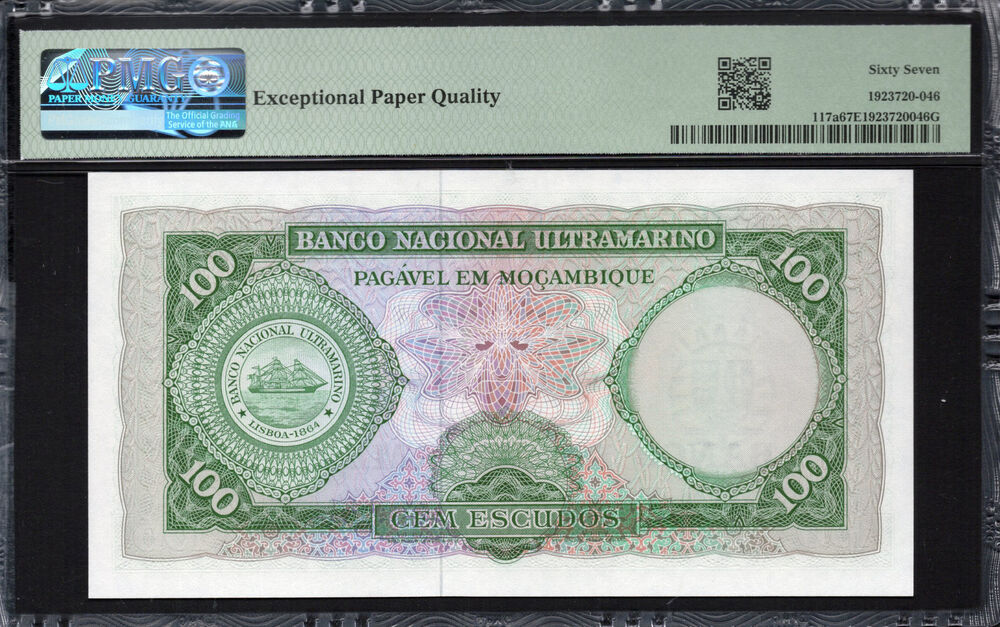 PMG
PAPER MONEY GUARANTY
The Official Grading
Service of the ANA
Exceptional Paper Quality
Sixty Seven
1923720-046
117a67E1923720046G
BANCO NACIONAL ULTRAMARINO
PAGÁVEL EM MOÇAMBIQUE
100
100
BANCO NACIONAL ULTRAMARINO
LISBOA-1864
100
100
CEM ESCUDOS